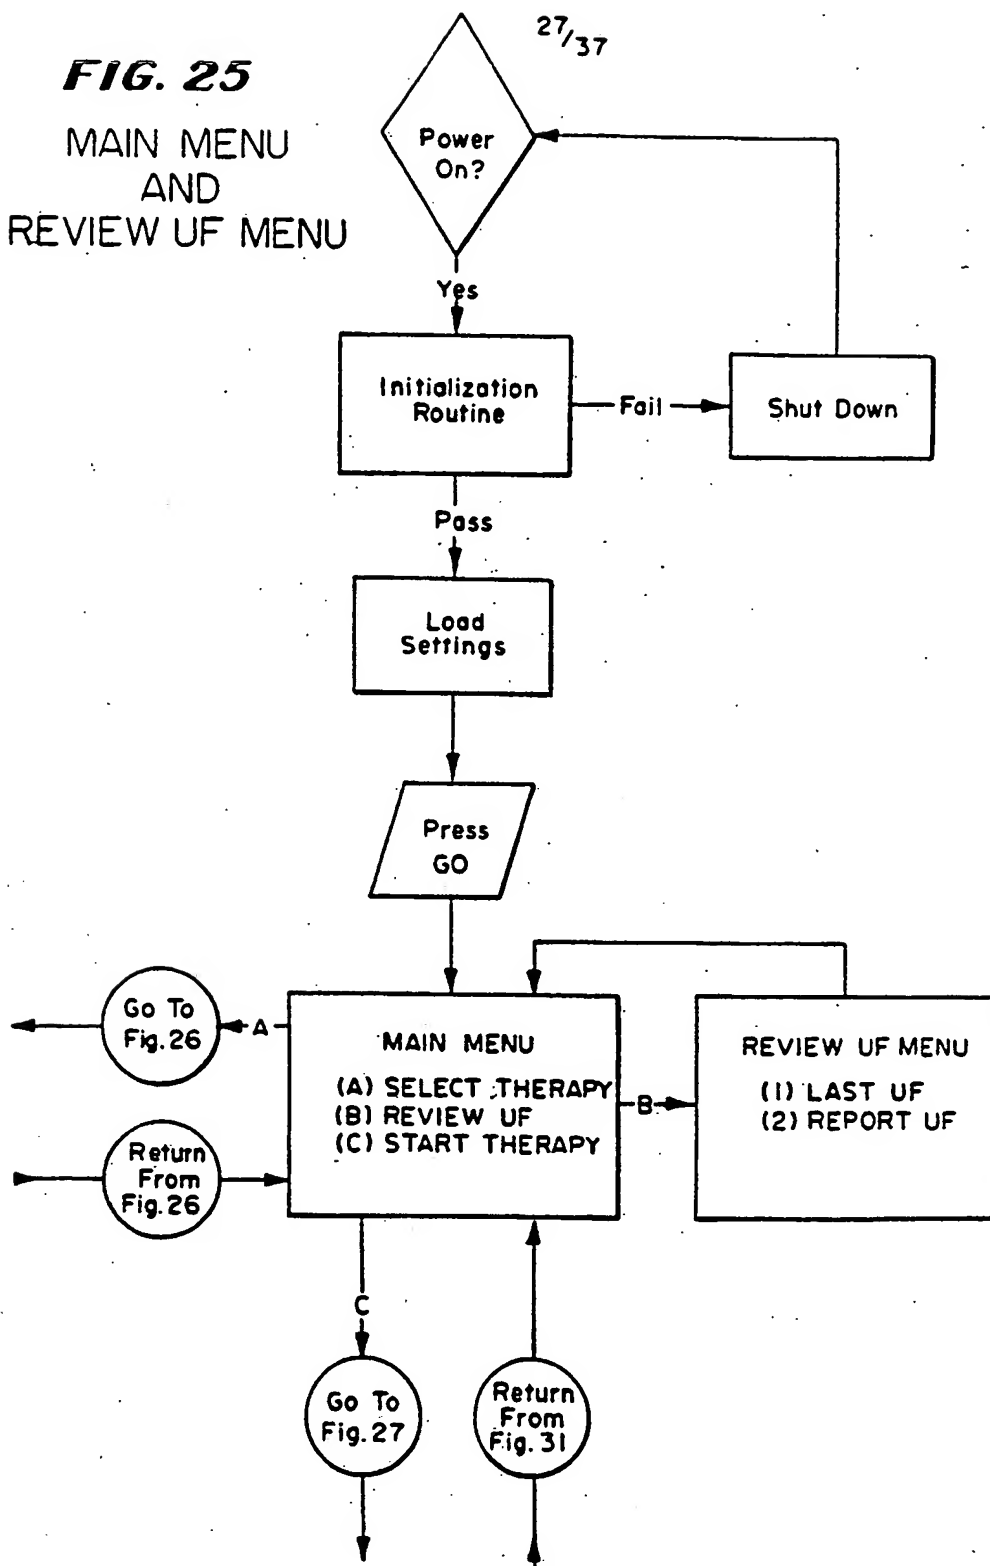 27/37
FIG. 25
MAIN MENU
AND
REVIEW UF MENU
Power
On?
Yes
Initialization
Routine
Fail
Shut Down
Pass
Load
Settings
Press
GO
Go To
Fig. 26
A
MAIN MENU
(A) SELECT THERAPY
(B) REVIEW UF
(C) START THERAPY
B
REVIEW UF MENU
(1) LAST UF
(2) REPORT UF
Return
From
Fig. 26
C
Go To
Fig. 27
Return
From
Fig. 31